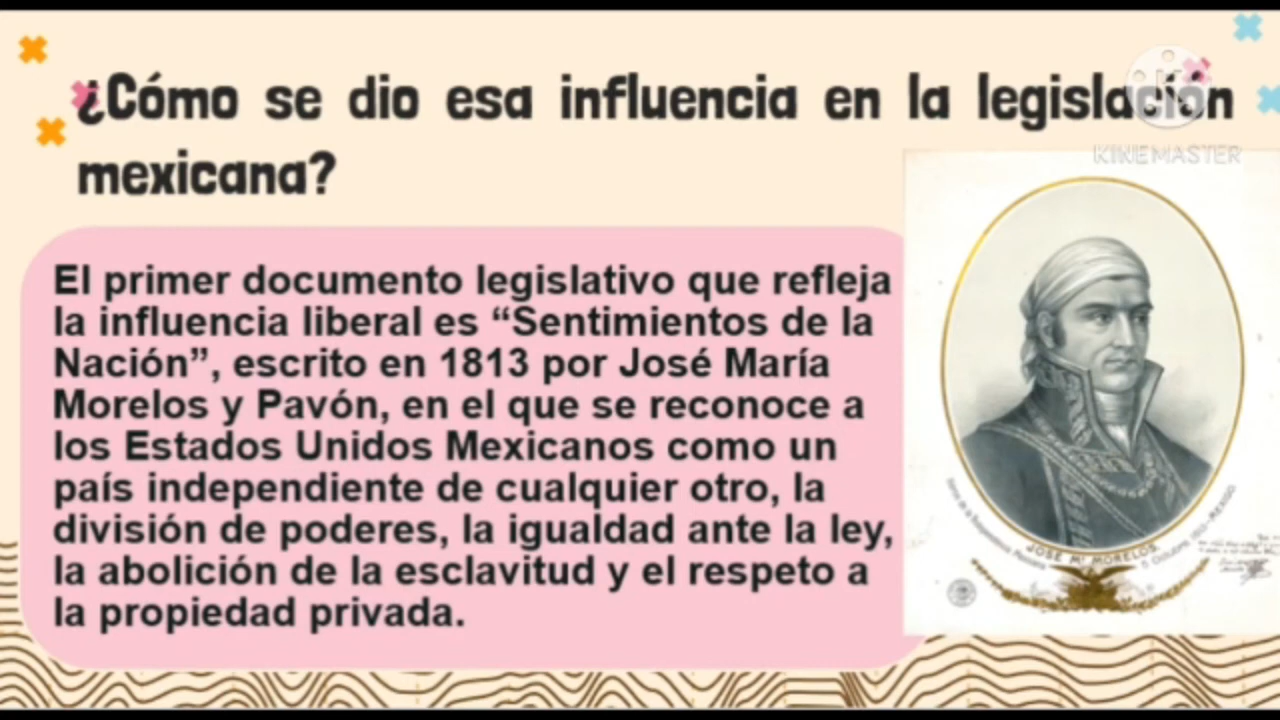 ¿Cómo se dio esa influencia en la legislación
mexicana?
KINEMASTER
El primer documento legislativo que refleja
la influencia liberal es “Sentimientos de la
Nación”, escrito en 1813 por José María
Morelos y Pavón, en el que se reconoce a
los Estados Unidos Mexicanos como un
país independiente de cualquier otro, la
división de poderes, la igualdad ante la ley,
la abolición de la esclavitud y el respeto a
la propiedad privada.
JOSÉ Mª MORELOS